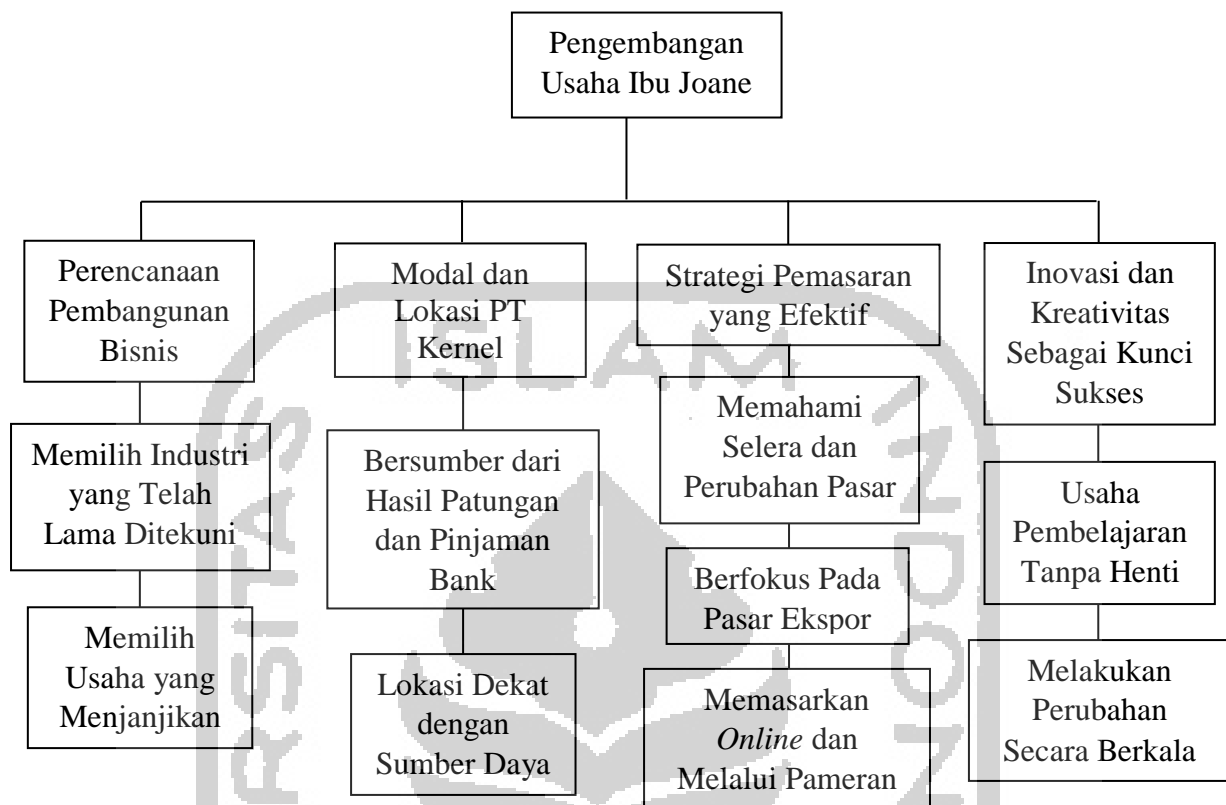 Pengembangan
Usaha Ibu Joane
Perencanaan
Pembangunan
Bisnis
Memilih Industri
yang Telah
Lama Ditekuni
Memilih
Usaha yang
Menjanjikan
Modal dan
Lokasi PT
Kernel
Bersumber dari
Hasil Patungan
dan Pinjaman
Bank
Lokasi Dekat
dengan
Sumber Daya
Strategi Pemasaran
yang Efektif
Memahami
Selera dan
Perubahan Pasar
Berfokus Pada
Pasar Ekspor
Memasarkan
Online dan
Melalui Pameran
Inovasi dan
Kreativitas
Sebagai Kunci
Sukses
Usaha
Pembelajaran
Tanpa Henti
Melakukan
Perubahan
Secara Berkala
ISLAM
RSITAS
INDON